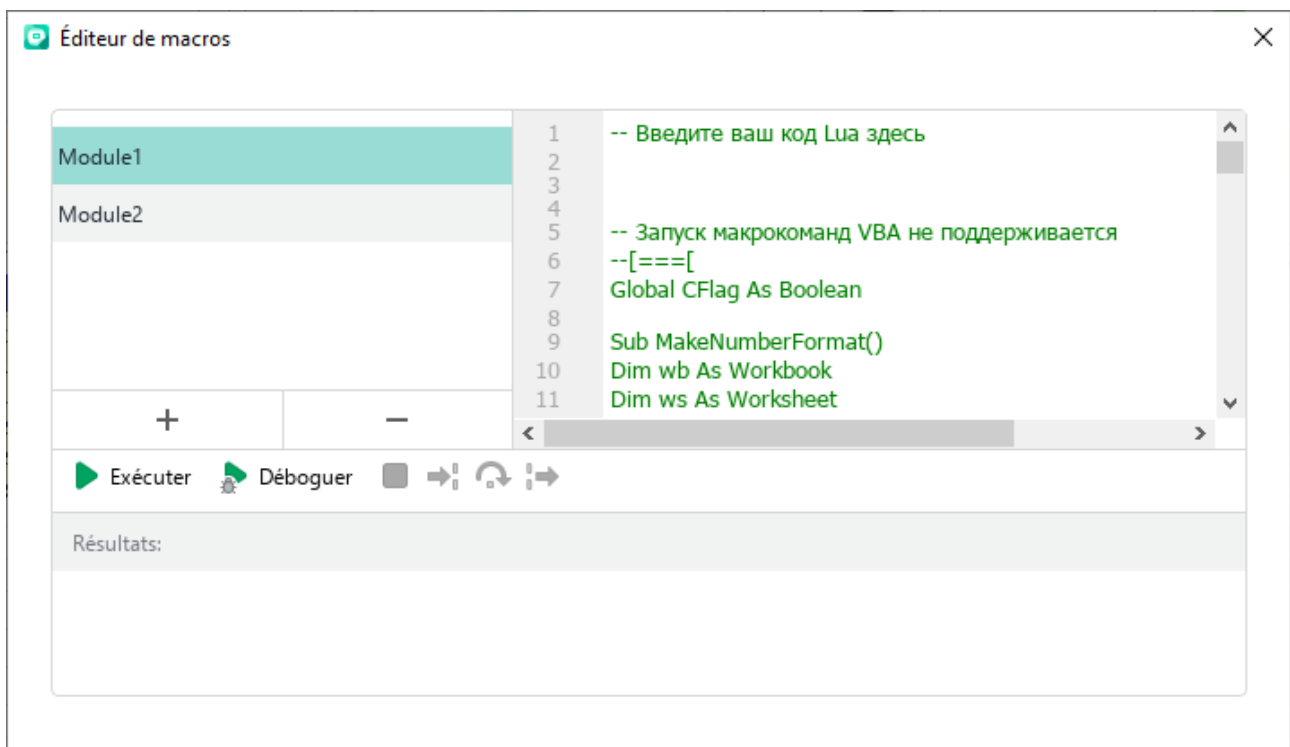 Éditeur de macros
Module1
Module2
1 -- Введите ваш код Lua здесь
2
3
4
5 -- Запуск макрокоманд VBA не поддерживается
6 --[===[
7 Global CFlag As Boolean
8
9 Sub MakeNumberFormat()
10 Dim wb As Workbook
11 Dim ws As Worksheet
Exécuter Déboguer
Résultats: